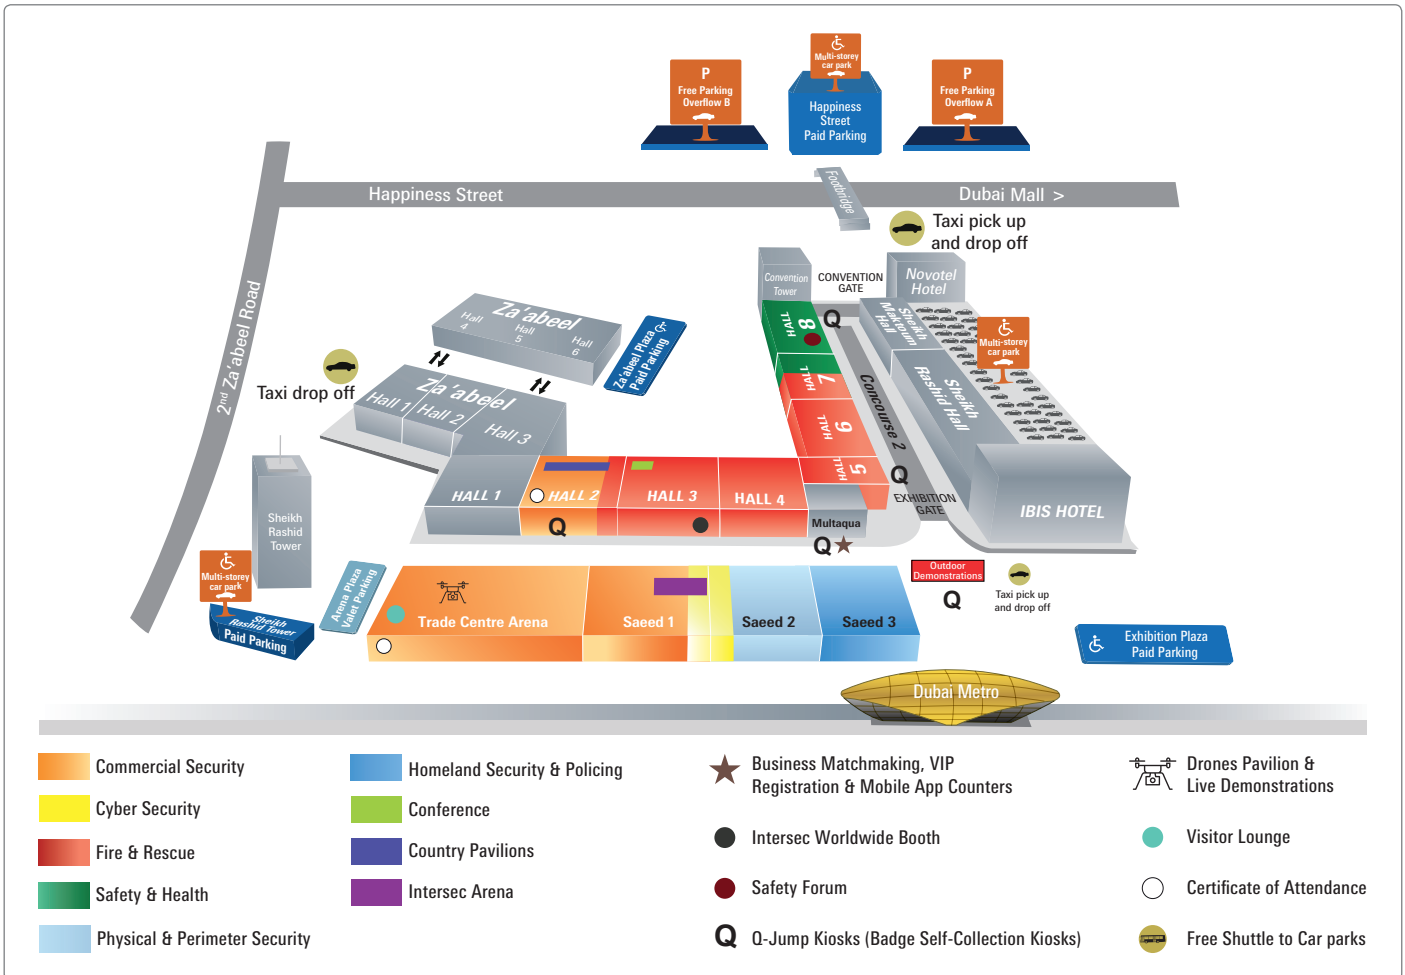 Multi-storey
car park
P
Free Parking
Overflow B
Happiness
Street
Paid Parking
P
Free Parking
Overflow A
Happiness Street
Footbridge
Dubai Mall >
Taxi pick up
and drop off
2nd Za'abeel Road
Convention
Tower
CONVENTION
GATE
Novotel
Hotel
Za'abeel
Hall
4
Hall
5
Hall
6
Za'abeel Plaza
Paid Parking
HALL
8
Q
Sheikh
Maktoum
Hall
Multi-storey
car park
Taxi drop off
Za'abeel
Hall 1
Hall 2
Hall 3
HALL
7
HALL
6
HALL
5
Concourse 2
Sheikh
Rashid Hall
Q
EXHIBITION
GATE
IBIS HOTEL
HALL 1
HALL 2
HALL 3
HALL 4
Q
Multaqua
Q
Sheikh
Rashid
Tower
Multi-storey
car park
Sheikh
Rashid Tower
Paid Parking
Arena Plaza
Valet Parking
Trade Centre Arena
Saeed 1
Saeed 2
Saeed 3
Outdoor
Demonstrations
Q
Taxi pick up
and drop off
Exhibition Plaza
Paid Parking
Dubai Metro
Commercial Security
Cyber Security
Fire & Rescue
Safety & Health
Physical & Perimeter Security
Homeland Security & Policing
Conference
Country Pavilions
Intersec Arena
Business Matchmaking, VIP
Registration & Mobile App Counters
Intersec Worldwide Booth
Safety Forum
Q Q-Jump Kiosks (Badge Self-Collection Kiosks)
Drones Pavilion &
Live Demonstrations
Visitor Lounge
Certificate of Attendance
Free Shuttle to Car parks